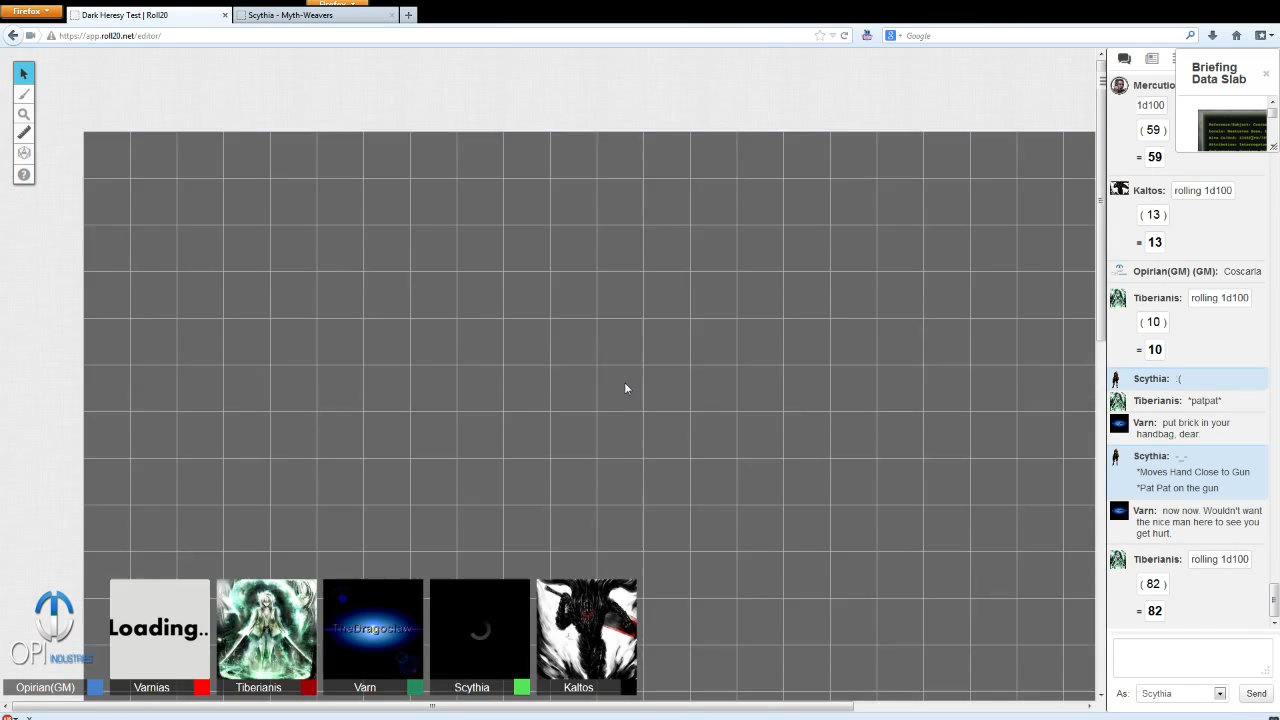 Firefox
Firefox
Dark Heresy Test | Roll20
Scythia - Myth-Weavers
https://app.roll20.net/editor/
Google
Briefing
Data Slab
Mercutio
1d100
( 59 )
= 59
Kaltos: rolling 1d100
( 13 )
= 13
Opirian(GM) (GM): Coscarla
Tiberianis: rolling 1d100
( 10 )
= 10
Scythia: :(
Tiberianis: *patpat*
Varn: put brick in your
handbag, dear.
Scythia: -_-
*Moves Hand Close to Gun
*Pat Pat on the gun
Varn: now now. Wouldn't want
the nice man here to see you
get hurt.
Tiberianis: rolling 1d100
( 82 )
= 82
As: Scythia
Send
Loading..
OPI INDUSTRIES
Opirian(GM)
Varnias
Tiberianis
Varn
Scythia
Kaltos